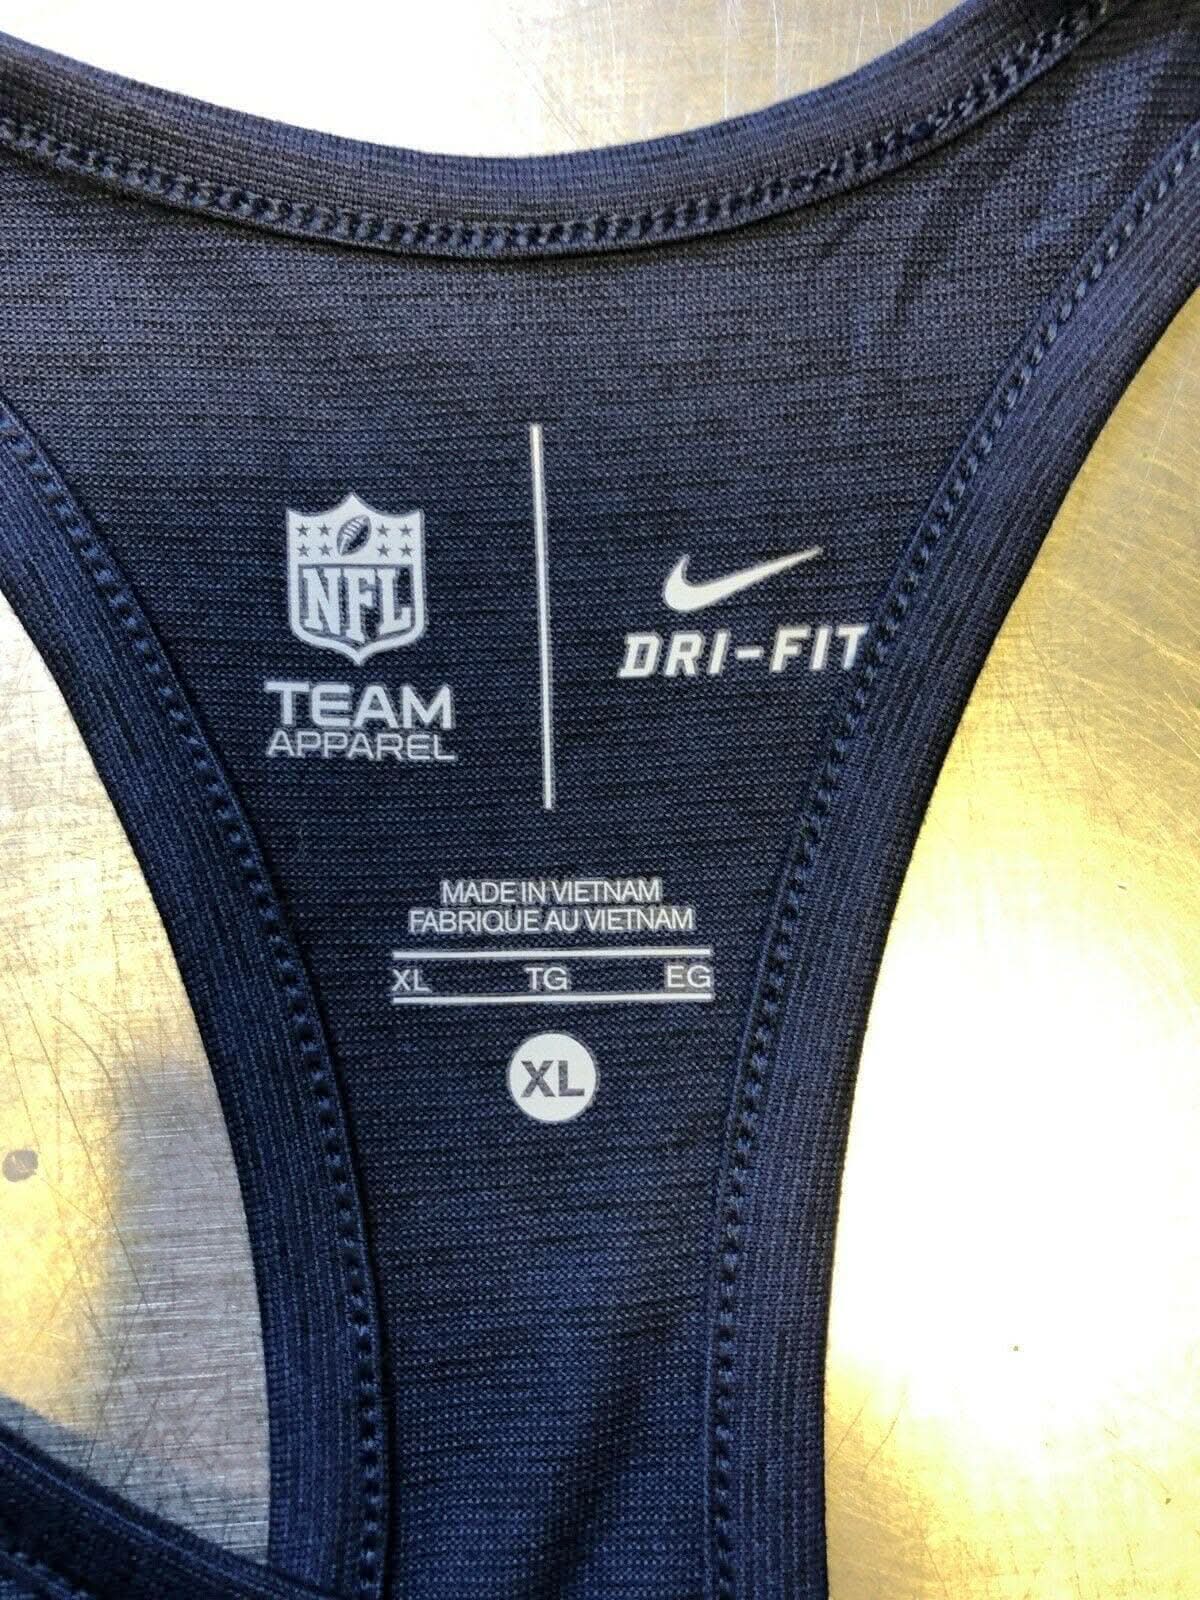 NFL
TEAM
APPAREL
DRI-FIT
MADE IN VIETNAM
FABRIQUE AU VIETNAM
XL TG EG
XL